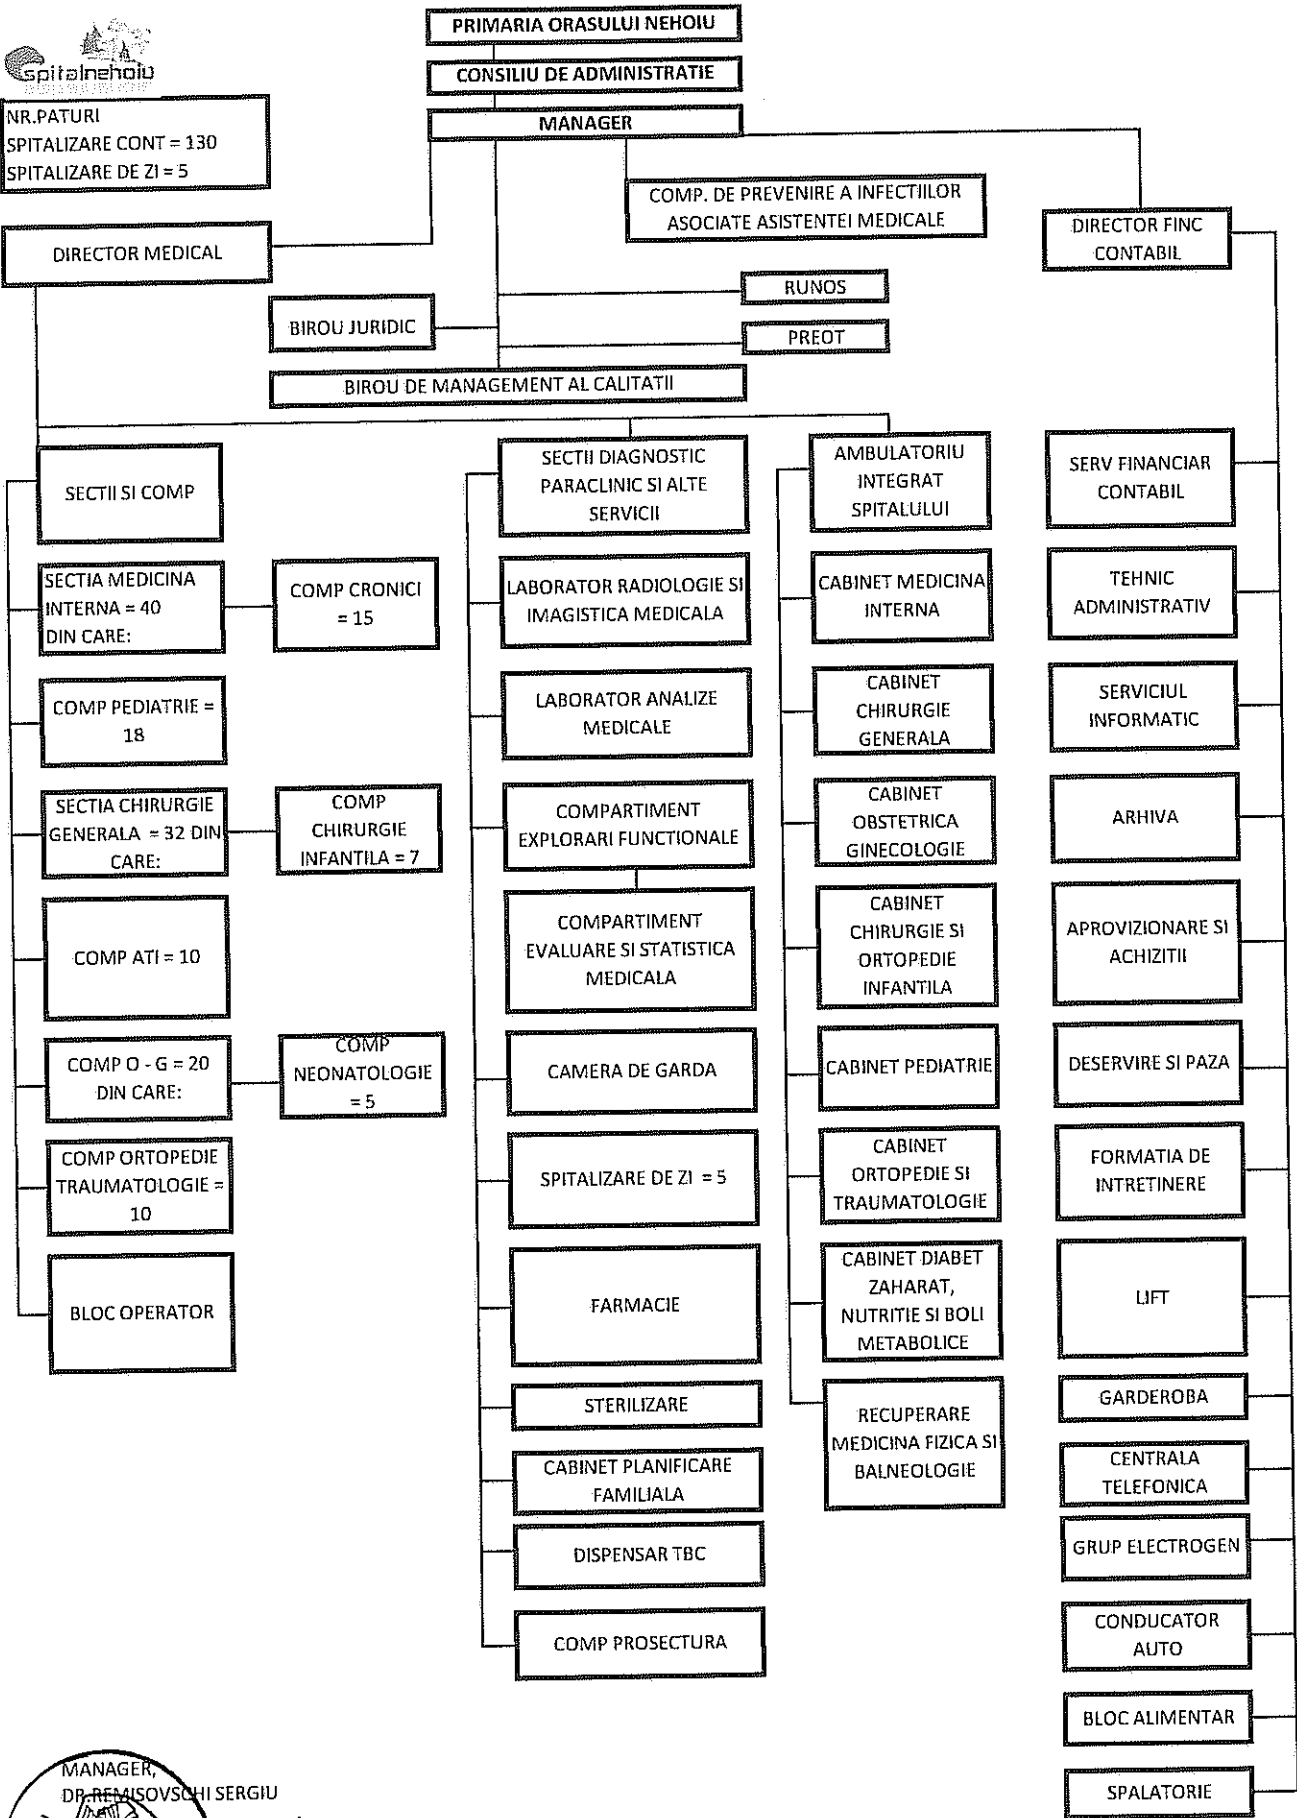 spitalnehoiu
NR.PATURI
SPITALIZARE CONT = 130
SPITALIZARE DE ZI = 5
PRIMARIA ORASULUI NEHOIU
CONSILIU DE ADMINISTRATIE
MANAGER
COMP. DE PREVENIRE A INFECTIILOR
ASOCIATE ASISTENTEI MEDICALE
DIRECTOR FINC
CONTABIL
DIRECTOR MEDICAL
RUNOS
BIROU JURIDIC
PREOT
BIROU DE MANAGEMENT AL CALITATII
SECTII SI COMP
SECTIA MEDICINA
INTERNA = 40
DIN CARE:
COMP CRONICI
= 15
COMP PEDIATRIE =
18
SECTIA CHIRURGIE
GENERALA = 32 DIN
CARE:
COMP
CHIRURGIE
INFANTILA = 7
COMP ATI = 10
COMP O - G = 20
DIN CARE:
COMP
NEONATOLOGIE
= 5
COMP ORTOPEDIE
TRAUMATOLOGIE =
10
BLOC OPERATOR
SECTII DIAGNOSTIC
PARACLINIC SI ALTE
SERVICII
LABORATOR RADIOLOGIE SI
IMAGISTICA MEDICALA
LABORATOR ANALIZE
MEDICALE
COMPARTIMENT
EXPLORARI FUNCTIONALE
COMPARTIMENT
EVALUARE SI STATISTICA
MEDICALA
CAMERA DE GARDA
SPITALIZARE DE ZI = 5
FARMACIE
STERILIZARE
CABINET PLANIFICARE
FAMILIALA
DISPENSAR TBC
COMP PROSECTURA
AMBULATORIU
INTEGRAT
SPITALULUI
CABINET MEDICINA
INTERNA
CABINET
CHIRURGIE
GENERALA
CABINET
OBSTETRICA
GINECOLOGIE
CABINET
CHIRURGIE SI
ORTOPEDIE
INFANTILA
CABINET PEDIATRIE
CABINET
ORTOPEDIE SI
TRAUMATOLOGIE
CABINET DIABET
ZAHARAT,
NUTRITIE SI BOLI
METABOLICE
RECUPERARE
MEDICINA FIZICA SI
BALNEOLOGIE
SERV FINANCIAR
CONTABIL
TEHNIC
ADMINISTRATIV
SERVICIUL
INFORMATIC
ARHIVA
APROVIZIONARE SI
ACHIZITII
DESERVIRE SI PAZA
FORMATIA DE
INTRETINERE
LIFT
GARDEROBA
CENTRALA
TELEFONICA
GRUP ELECTROGEN
CONDUCATOR
AUTO
BLOC ALIMENTAR
SPALATORIE
MANAGER,
DR.REMISOVSCHI SERGIU